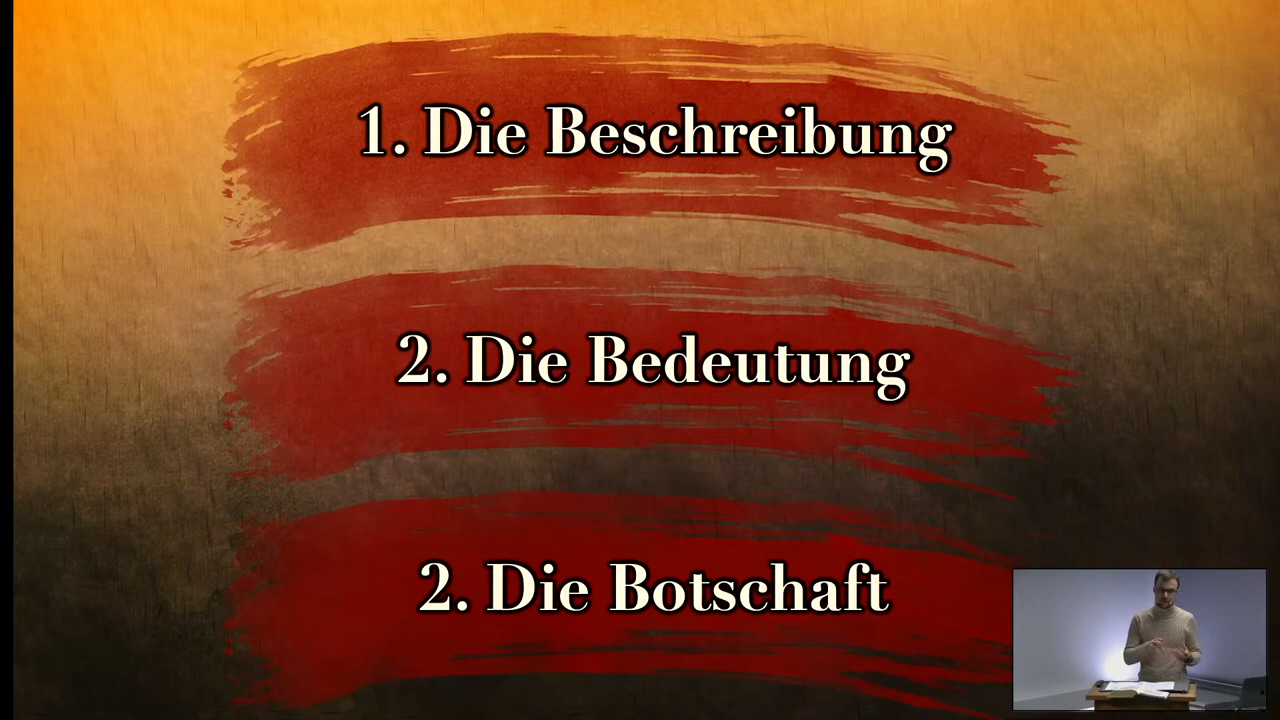 1. Die Beschreibung
2. Die Bedeutung
2. Die Botschaft